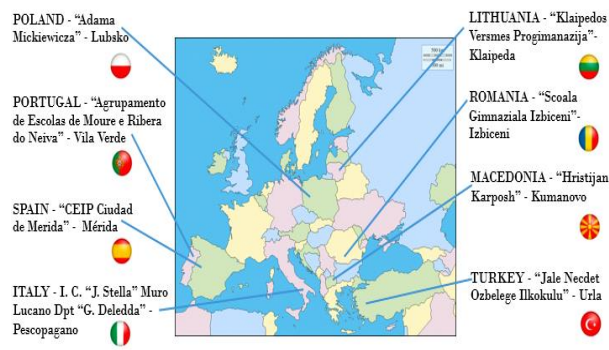 POLAND - “Adama
Mickiewicza” - Lubsko
PORTUGAL - “Agrupamento
de Escolas de Moure e Ribera
do Neiva” - Vila Verde
SPAIN - “CEIP Ciudad
de Merida” - Mérida
ITALY - I. C. “J. Stella” Muro
Lucano Dpt “G. Deledda” -
Pescopagano
LITHUANIA - “Klaipedos
Versmes Progimanazija”-
Klaipeda
ROMANIA - “Scoala
Gimnaziala Izbiceni”-
Izbiceni
MACEDONIA - “Hristijan
Karposh” - Kumanovo
TURKEY - “Jale Necdet
Ozbelege Ilkokulu” - Urla